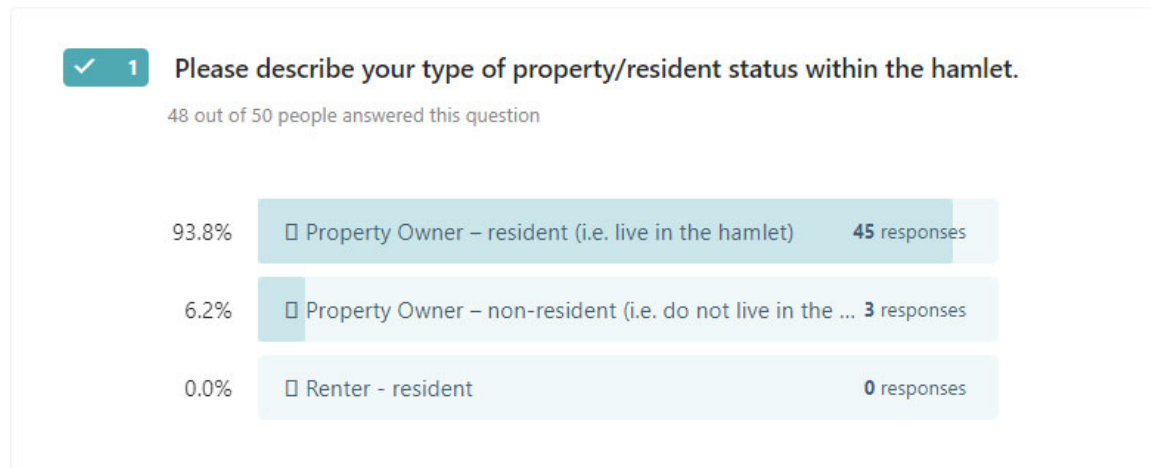 1 Please describe your type of property/resident status within the hamlet.
48 out of 50 people answered this question
93.8% Property Owner – resident (i.e. live in the hamlet) 45 responses
6.2% Property Owner – non-resident (i.e. do not live in the ... 3 responses
0.0% Renter - resident 0 responses